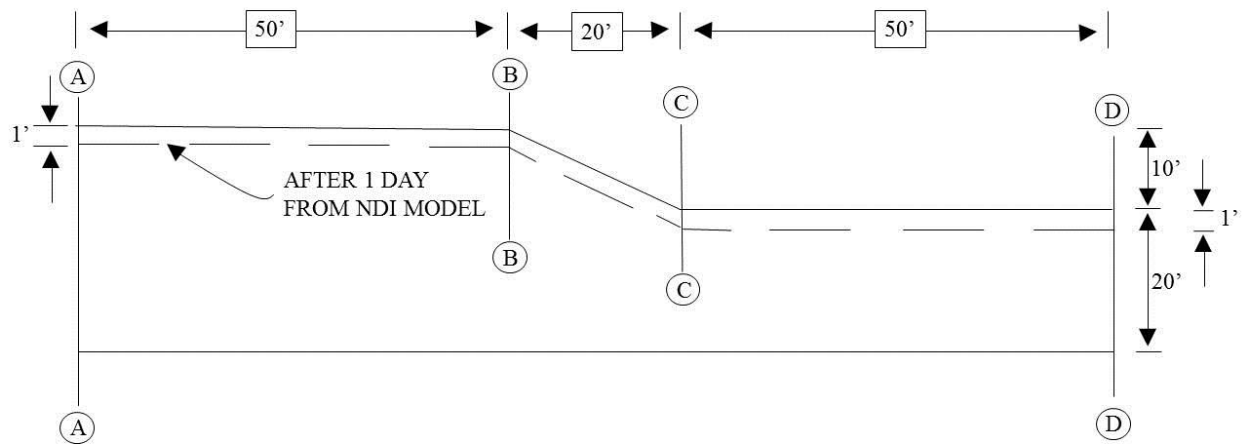 50’
20’
50’
A
B
C
D
1’
10’
AFTER 1 DAY
FROM NDI MODEL
1’
B
C
20’
A
D